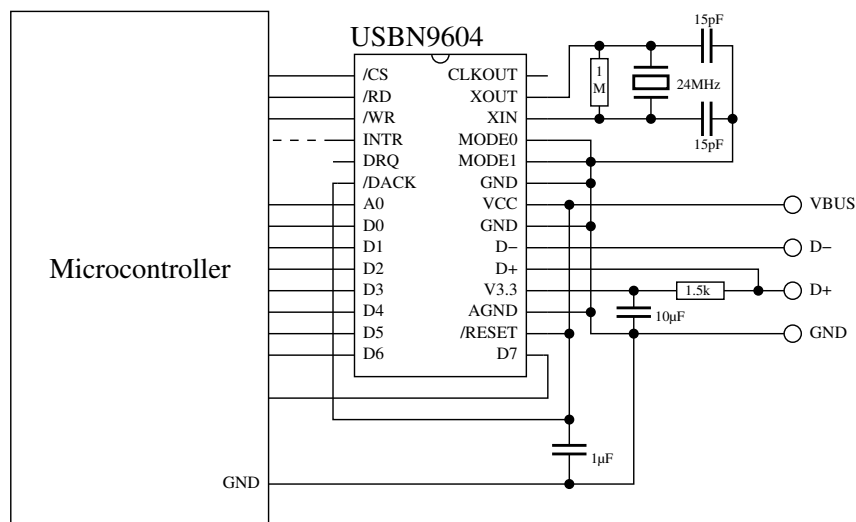 USBN9604
15pF
/CS
CLKOUT
/RD
XOUT
1
M
24MHz
/WR
XIN
INTR
MODE0
15pF
DRQ
MODE1
/DACK
GND
A0
VCC
VBUS
D0
GND
D1
D−
D−
Microcontroller
D2
D+
D3
V3.3
1.5k
D+
D4
AGND
10µF
D5
/RESET
GND
D6
D7
1µF
GND